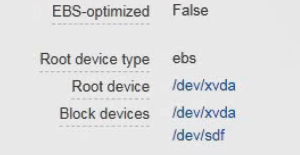 EBS-optimized False
Root device type ebs
Root device /dev/xvda
Block devices /dev/xvda
/dev/sdf